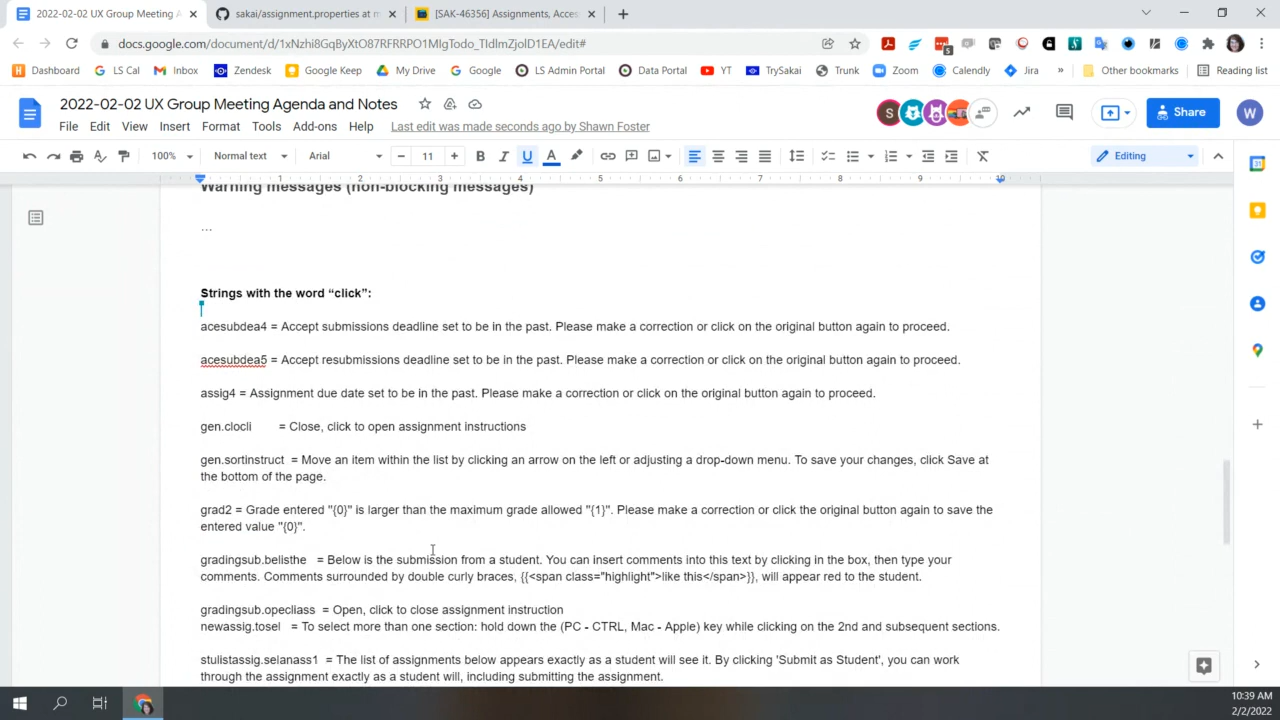 2022-02-02 UX Group Meeting A
sakai/assignment.properties at m
[SAK-46356] Assignments, Acces
docs.google.com/document/d/1xNzhi8GqByXtO87RFRRPO1MIgTodo_TIdImZjoID1EA/edit#
5
Dashboard
LS Cal
Inbox
Zendesk
Google Keep
My Drive
Google
LS Admin Portal
Data Portal
YT
TrySakai
Trunk
Zoom
Calendly
Jira
»
Other bookmarks
Reading list
2022-02-02 UX Group Meeting Agenda and Notes
S
Share
W
File Edit View Insert Format Tools Add-ons Help Last edit was made seconds ago by Shawn Foster
100% Normal text Arial 11 B I U A Editing
1 2 3 4 5 6 7 8 9 10
31
Warning messages (non-blocking messages)
...
Strings with the word “click”:
acesubdea4 = Accept submissions deadline set to be in the past. Please make a correction or click on the original button again to proceed.
acesubdea5 = Accept resubmissions deadline set to be in the past. Please make a correction or click on the original button again to proceed.
assig4 = Assignment due date set to be in the past. Please make a correction or click on the original button again to proceed.
gen.clocli = Close, click to open assignment instructions
gen.sortinstruct = Move an item within the list by clicking an arrow on the left or adjusting a drop-down menu. To save your changes, click Save at
the bottom of the page.
grad2 = Grade entered "{0}" is larger than the maximum grade allowed "{1}". Please make a correction or click the original button again to save the
entered value "{0}".
gradingsub.belisthe = Below is the submission from a student. You can insert comments into this text by clicking in the box, then type your
comments. Comments surrounded by double curly braces, {{<span class="highlight">like this</span>}}, will appear red to the student.
gradingsub.opecliass = Open, click to close assignment instruction
newassig.tosel = To select more than one section: hold down the (PC - CTRL, Mac - Apple) key while clicking on the 2nd and subsequent sections.
stulistassig.selanass1 = The list of assignments below appears exactly as a student will see it. By clicking 'Submit as Student', you can work
through the assignment exactly as a student will, including submitting the assignment.
10:39 AM
2/2/2022